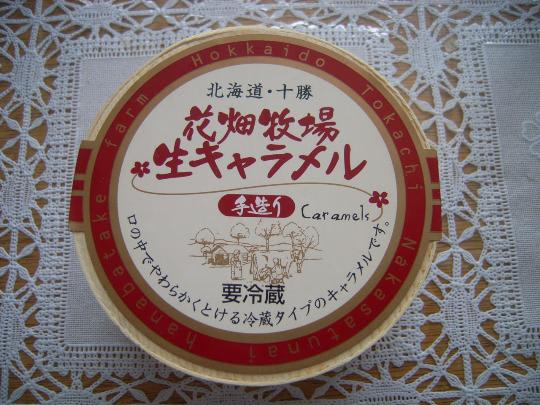 Hokkaido Tokachi Nakasatsunai
hanabatake farm
北海道・十勝
花畑牧場
生キャラメル
手造り
Caramels
要冷蔵
口の中でやわらかくとける冷蔵タイプのキャラメルです。